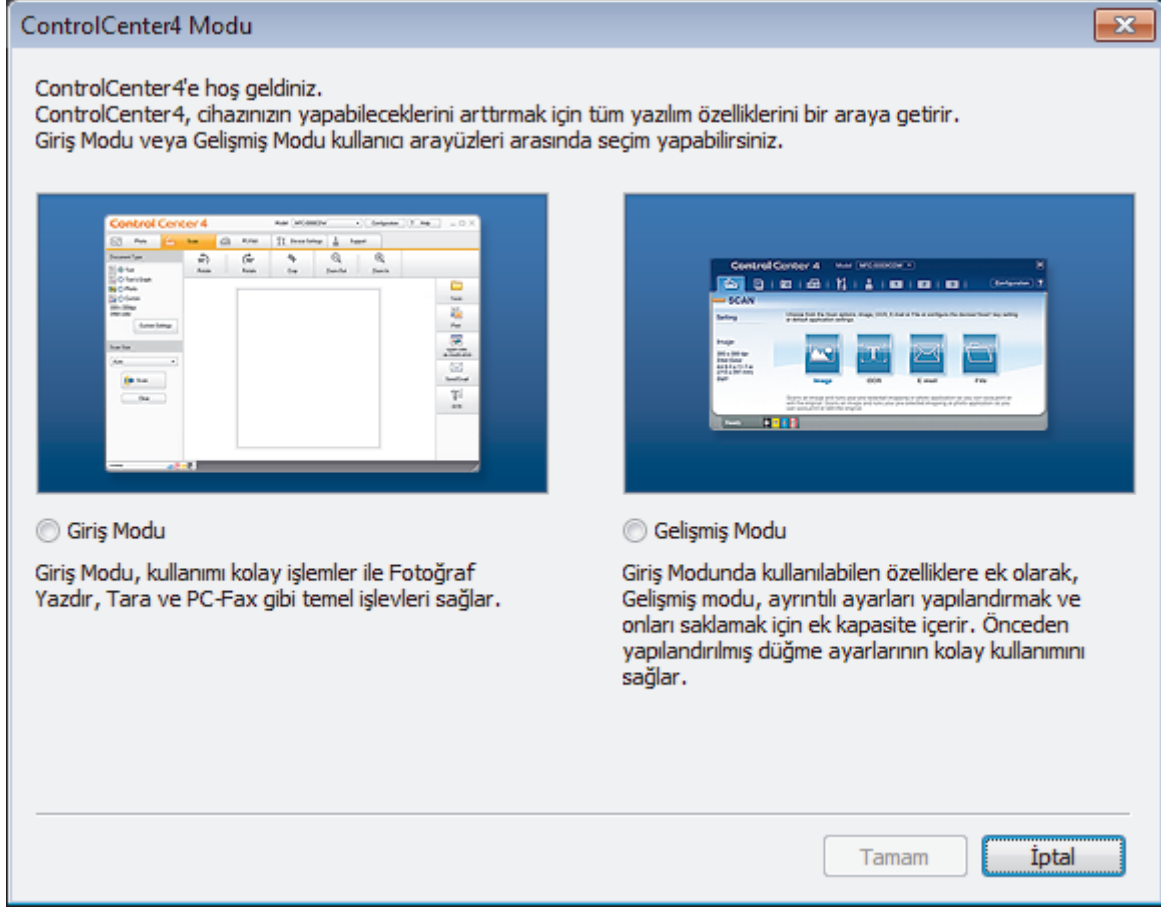 ControlCenter4 Modu
ControlCenter4'e hoş geldiniz.
ControlCenter4, cihazınızın yapabileceklerini arttırmak için tüm yazılım özelliklerini bir araya getirir.
Giriş Modu veya Gelişmiş Modu kullanıcı arayüzleri arasında seçim yapabilirsiniz.
Control Center 4
Control Center 4
SCAN
Setting
Image
Image
OCR
E-mail
File
Giriş Modu
Giriş Modu, kullanımı kolay işlemler ile Fotoğraf
Yazdır, Tara ve PC-Fax gibi temel işlevleri sağlar.
Gelişmiş Modu
Giriş Modunda kullanılabilen özelliklere ek olarak,
Gelişmiş modu, ayrıntılı ayarları yapılandırmak ve
onları saklamak için ek kapasite içerir. Önceden
yapılandırılmış düğme ayarlarının kolay kullanımını
sağlar.
Tamam
İptal